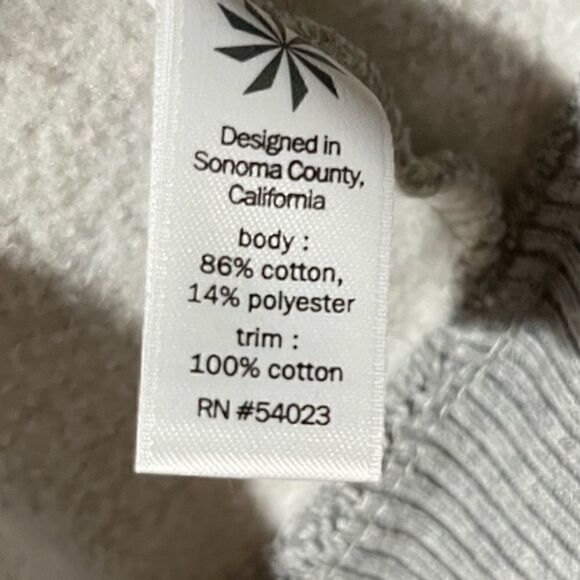 Designed in
Sonoma County,
California
body :
86% cotton,
14% polyester
trim :
100% cotton
RN #54023